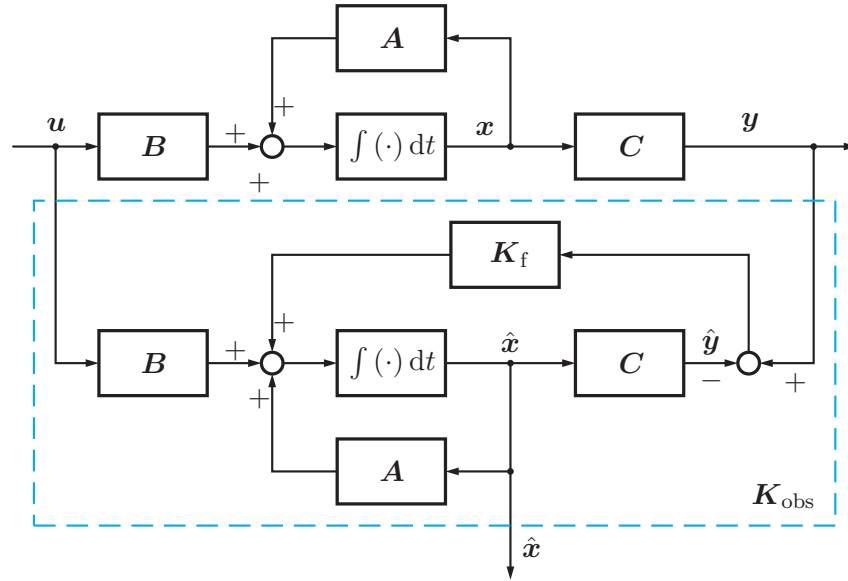 A
u
+
x
y
B
+
∫ (·) dt
C
+
K_f
+
x̂
ŷ
B
+
∫ (·) dt
C
+
−
+
A
K_obs
x̂